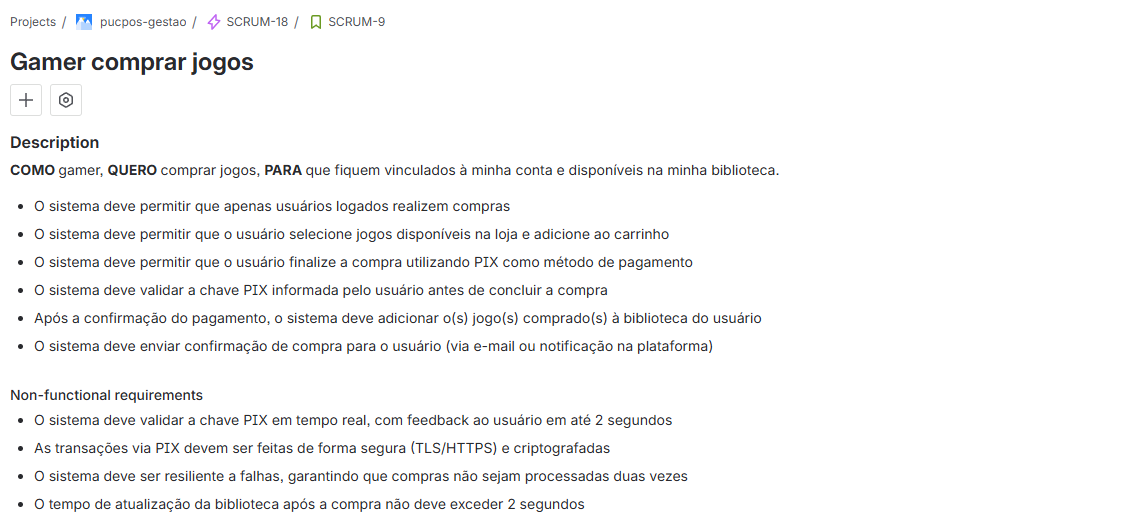 Projects / pucpos-gestao / SCRUM-18 / SCRUM-9
Gamer comprar jogos
Description
COMO gamer, QUERO comprar jogos, PARA que fiquem vinculados à minha conta e disponíveis na minha biblioteca.
• O sistema deve permitir que apenas usuários logados realizem compras
• O sistema deve permitir que o usuário selecione jogos disponíveis na loja e adicione ao carrinho
• O sistema deve permitir que o usuário finalize a compra utilizando PIX como método de pagamento
• O sistema deve validar a chave PIX informada pelo usuário antes de concluir a compra
• Após a confirmação do pagamento, o sistema deve adicionar o(s) jogo(s) comprado(s) à biblioteca do usuário
• O sistema deve enviar confirmação de compra para o usuário (via e-mail ou notificação na plataforma)
Non-functional requirements
• O sistema deve validar a chave PIX em tempo real, com feedback ao usuário em até 2 segundos
• As transações via PIX devem ser feitas de forma segura (TLS/HTTPS) e criptografadas
• O sistema deve ser resiliente a falhas, garantindo que compras não sejam processadas duas vezes
• O tempo de atualização da biblioteca após a compra não deve exceder 2 segundos